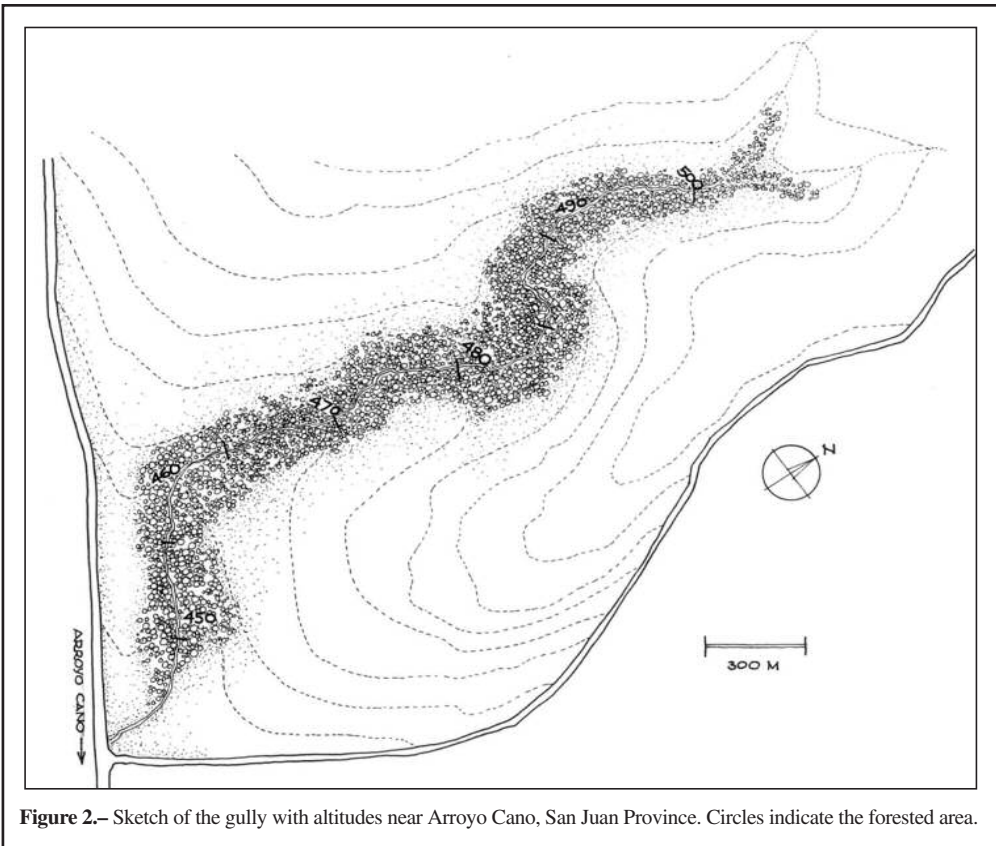 500
490
480
470
460
450
N
300 M
ARROYO CANO →
Figure 2.– Sketch of the gully with altitudes near Arroyo Cano, San Juan Province. Circles indicate the forested area.